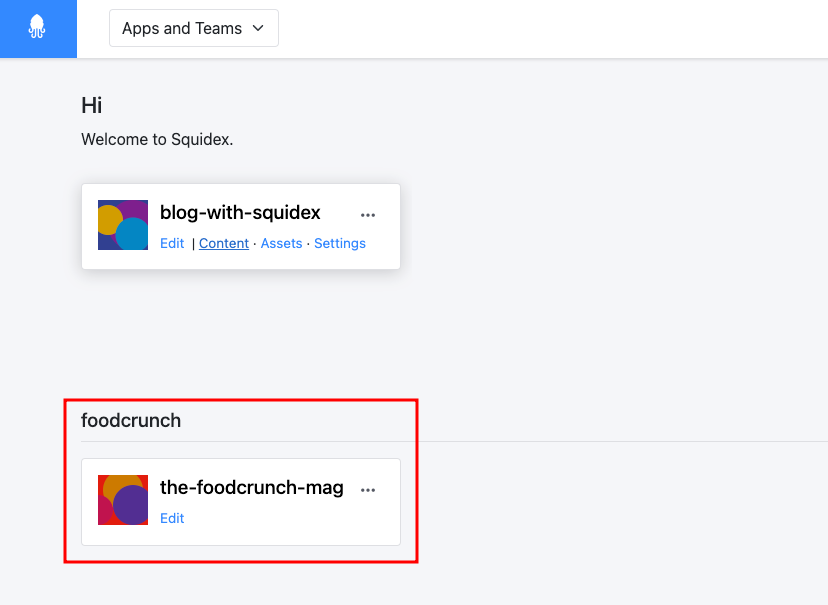 Apps and Teams
Hi
Welcome to Squidex.
blog-with-squidex
Edit | Content · Assets · Settings
foodcrunch
the-foodcrunch-mag
Edit